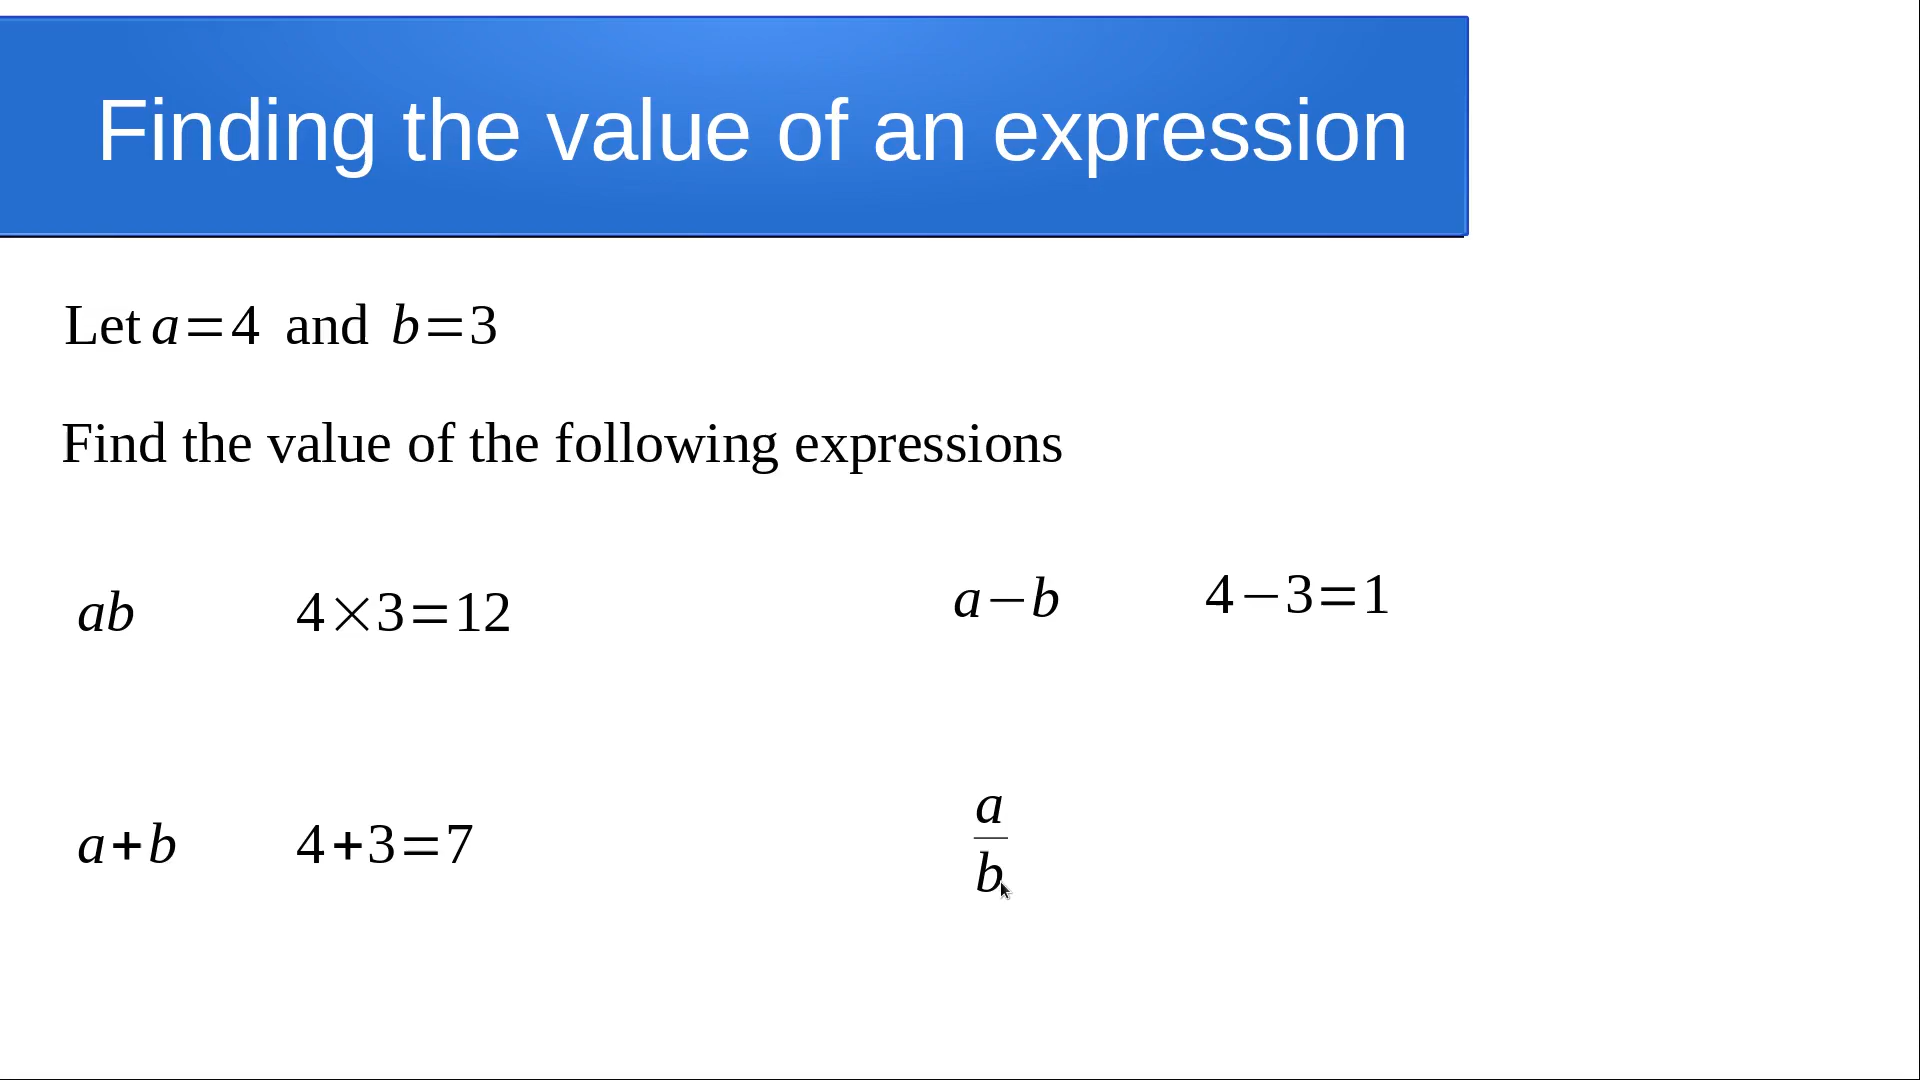 Finding the value of an expression
Let a=4 and b=3
Find the value of the following expressions
ab 4×3=12
a−b 4−3=1
a+b 4+3=7
a
b